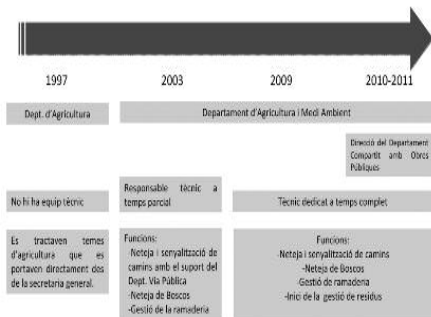 1997 2003 2009 2010-2011
Dept. d'Agricultura Departament d'Agricultura i Medi Ambient
Direcció del Departament
Compartit amb Obres
Públiques
No hi ha equip tècnic
Responsable tècnic a
temps parcial
Tècnic dedicat a temps complet
Es tractaven temes
d'agricultura que es
portaven directament des
de la secretaria general.
Funcions:
-Neteja i senyalització de
camins amb el suport del
Dept. Via Pública
-Neteja de Boscos
-Gestió de la ramaderia
Funcions:
-Neteja i senyalització de camins
-Neteja de Boscos
-Gestió de ramaderia
-Inici de la gestió de residus